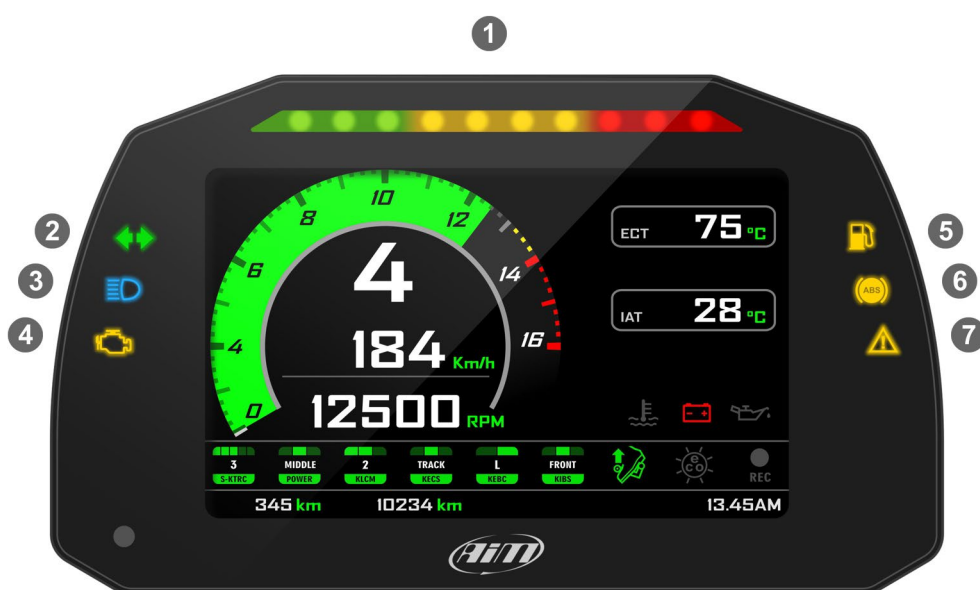 1
2
3
4
5
6
7
0
4
6
8
10
12
14
16
4
184 Km/h
12500 RPM
ECT 75 °C
IAT 28 °C
ABS
3
S-KTRC
MIDDLE
POWER
2
KLCM
TRACK
KECS
L
KEBC
FRONT
KIBS
eco
REC
345 km 10234 km 13.45AM
AiM